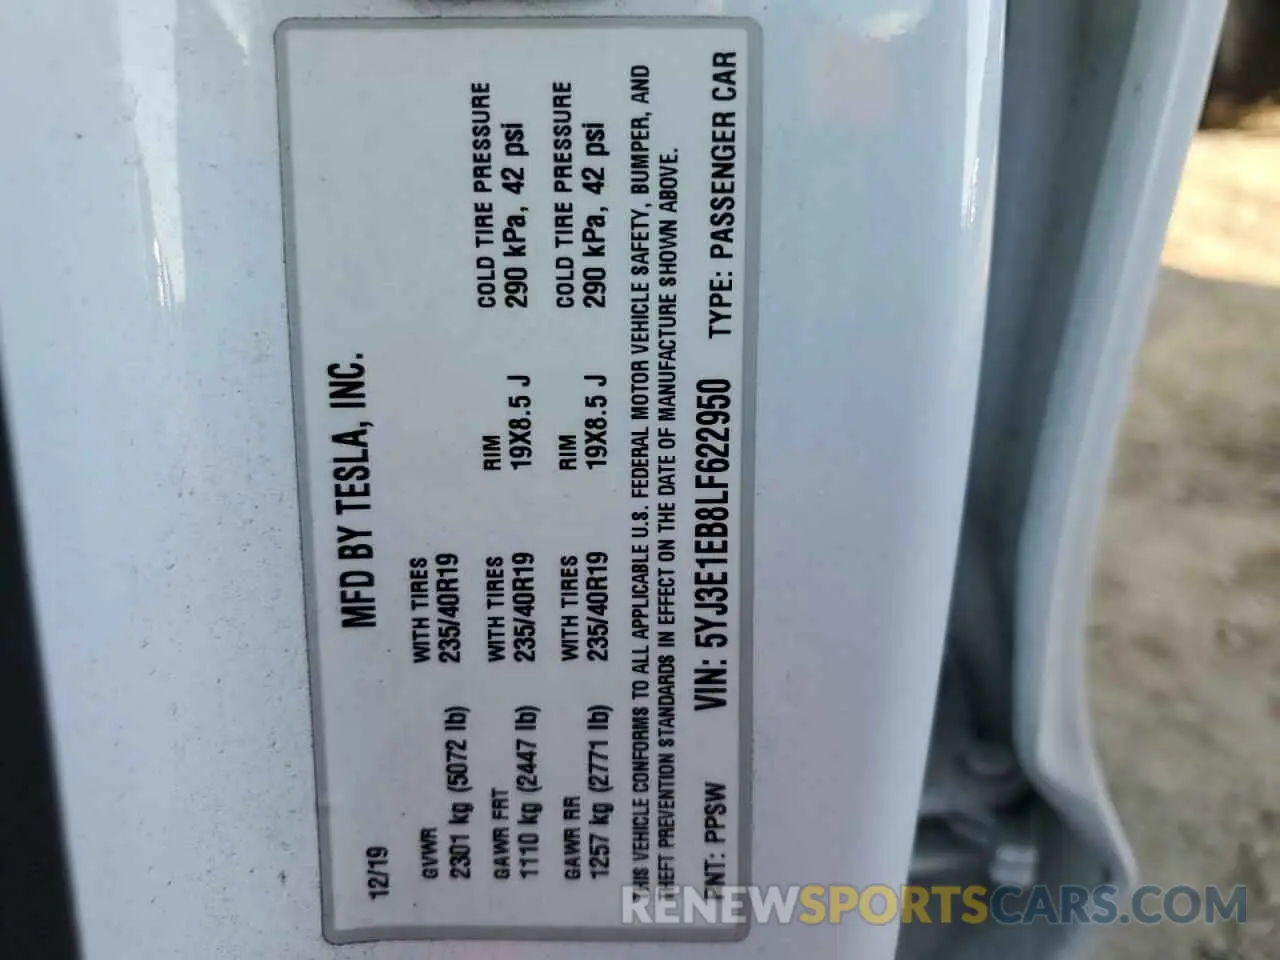 MFD BY TESLA, INC.
12/19
GVWR
2301 kg (5072 lb)
WITH TIRES
235/40R19
GAWR FRT
1110 kg (2447 lb)
WITH TIRES
235/40R19
RIM
19X8.5 J
COLD TIRE PRESSURE
290 kPa, 42 psi
GAWR RR
1257 kg (2771 lb)
WITH TIRES
235/40R19
RIM
19X8.5 J
COLD TIRE PRESSURE
290 kPa, 42 psi
THIS VEHICLE CONFORMS TO ALL APPLICABLE U.S. FEDERAL MOTOR VEHICLE SAFETY, BUMPER, AND
THEFT PREVENTION STANDARDS IN EFFECT ON THE DATE OF MANUFACTURE SHOWN ABOVE.
PNT: PPSW VIN: 5YJ3E1EB8LF622950 TYPE: PASSENGER CAR
RENEWSPORTSCARS.COM